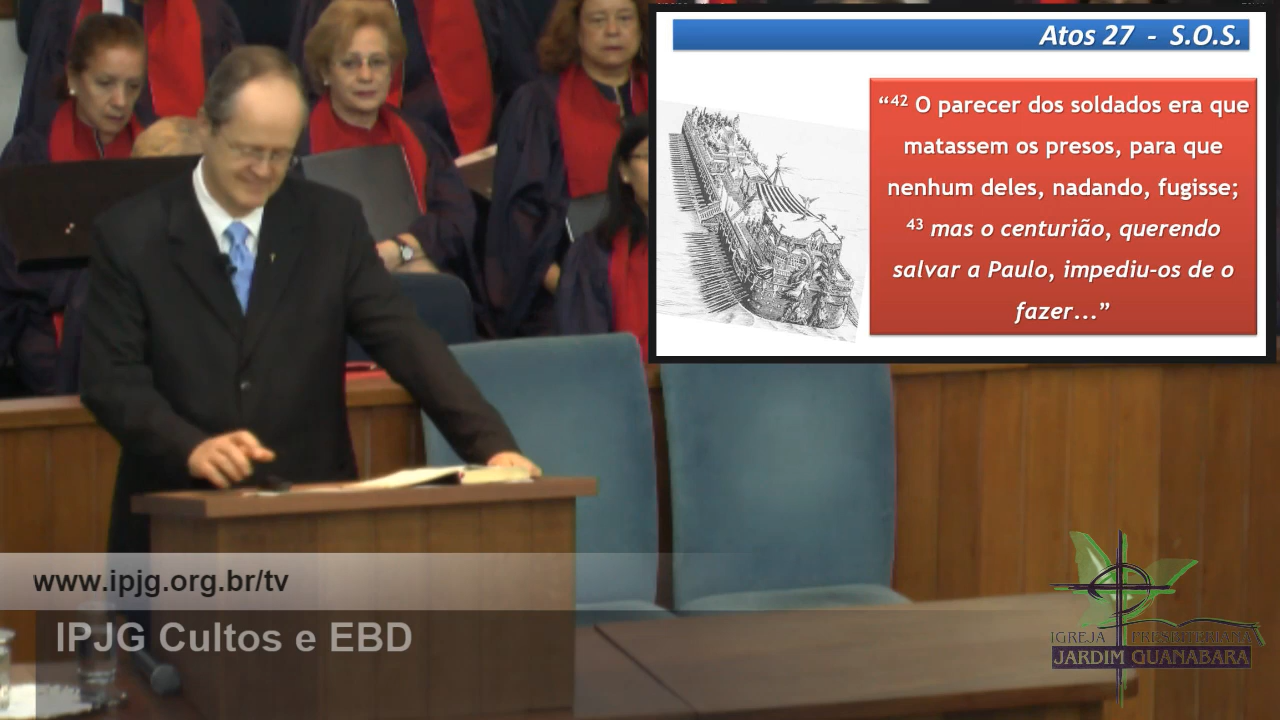 Atos 27 - S.O.S.
“42 O parecer dos soldados era que
matassem os presos, para que
nenhum deles, nadando, fugisse;
43 mas o centurião, querendo
salvar a Paulo, impediu-os de o
fazer...”
www.ipjg.org.br/tv
IPJG Cultos e EBD
IGREJA PRESBITERIANA
JARDIM GUANABARA